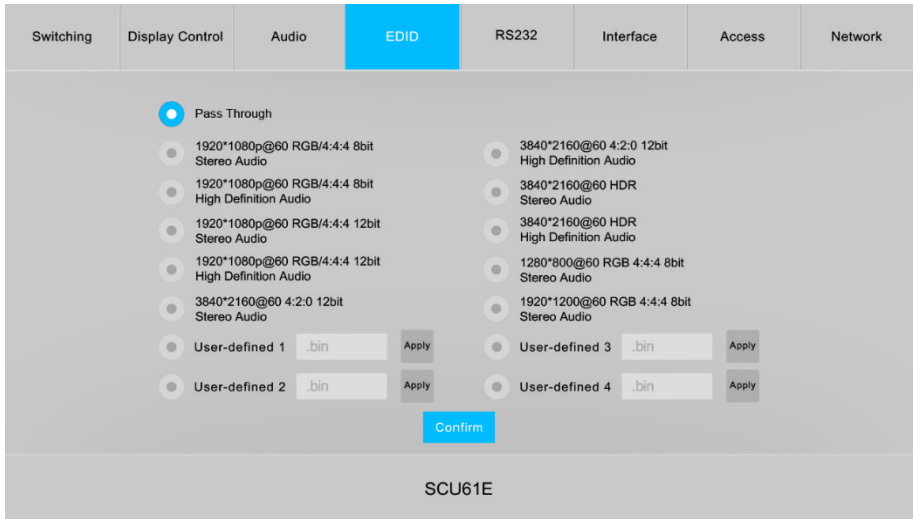 Switching
Display Control
Audio
EDID
RS232
Interface
Access
Network
Pass Through
1920*1080p@60 RGB/4:4:4 8bit
Stereo Audio
1920*1080p@60 RGB/4:4:4 8bit
High Definition Audio
1920*1080p@60 RGB/4:4:4 12bit
Stereo Audio
1920*1080p@60 RGB/4:4:4 12bit
High Definition Audio
3840*2160@60 4:2:0 12bit
Stereo Audio
3840*2160@60 4:2:0 12bit
High Definition Audio
3840*2160@60 HDR
Stereo Audio
3840*2160@60 HDR
High Definition Audio
1280*800@60 RGB 4:4:4 8bit
Stereo Audio
1920*1200@60 RGB 4:4:4 8bit
Stereo Audio
User-defined 1 .bin Apply
User-defined 3 .bin Apply
User-defined 2 .bin Apply
User-defined 4 .bin Apply
Confirm
SCU61E